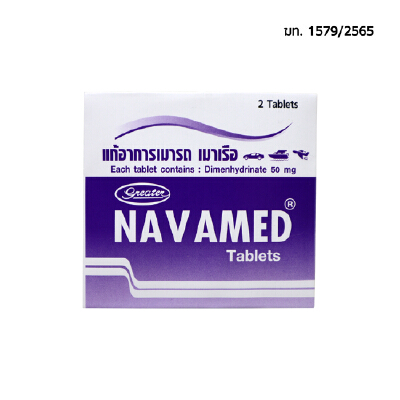 ฆท. 1579/2565
2 Tablets
แก้อาการเมารถ เมาเรือ
Each tablet contains : Dimenhydrinate 50 mg
Greater
NAVAMED®
Tablets